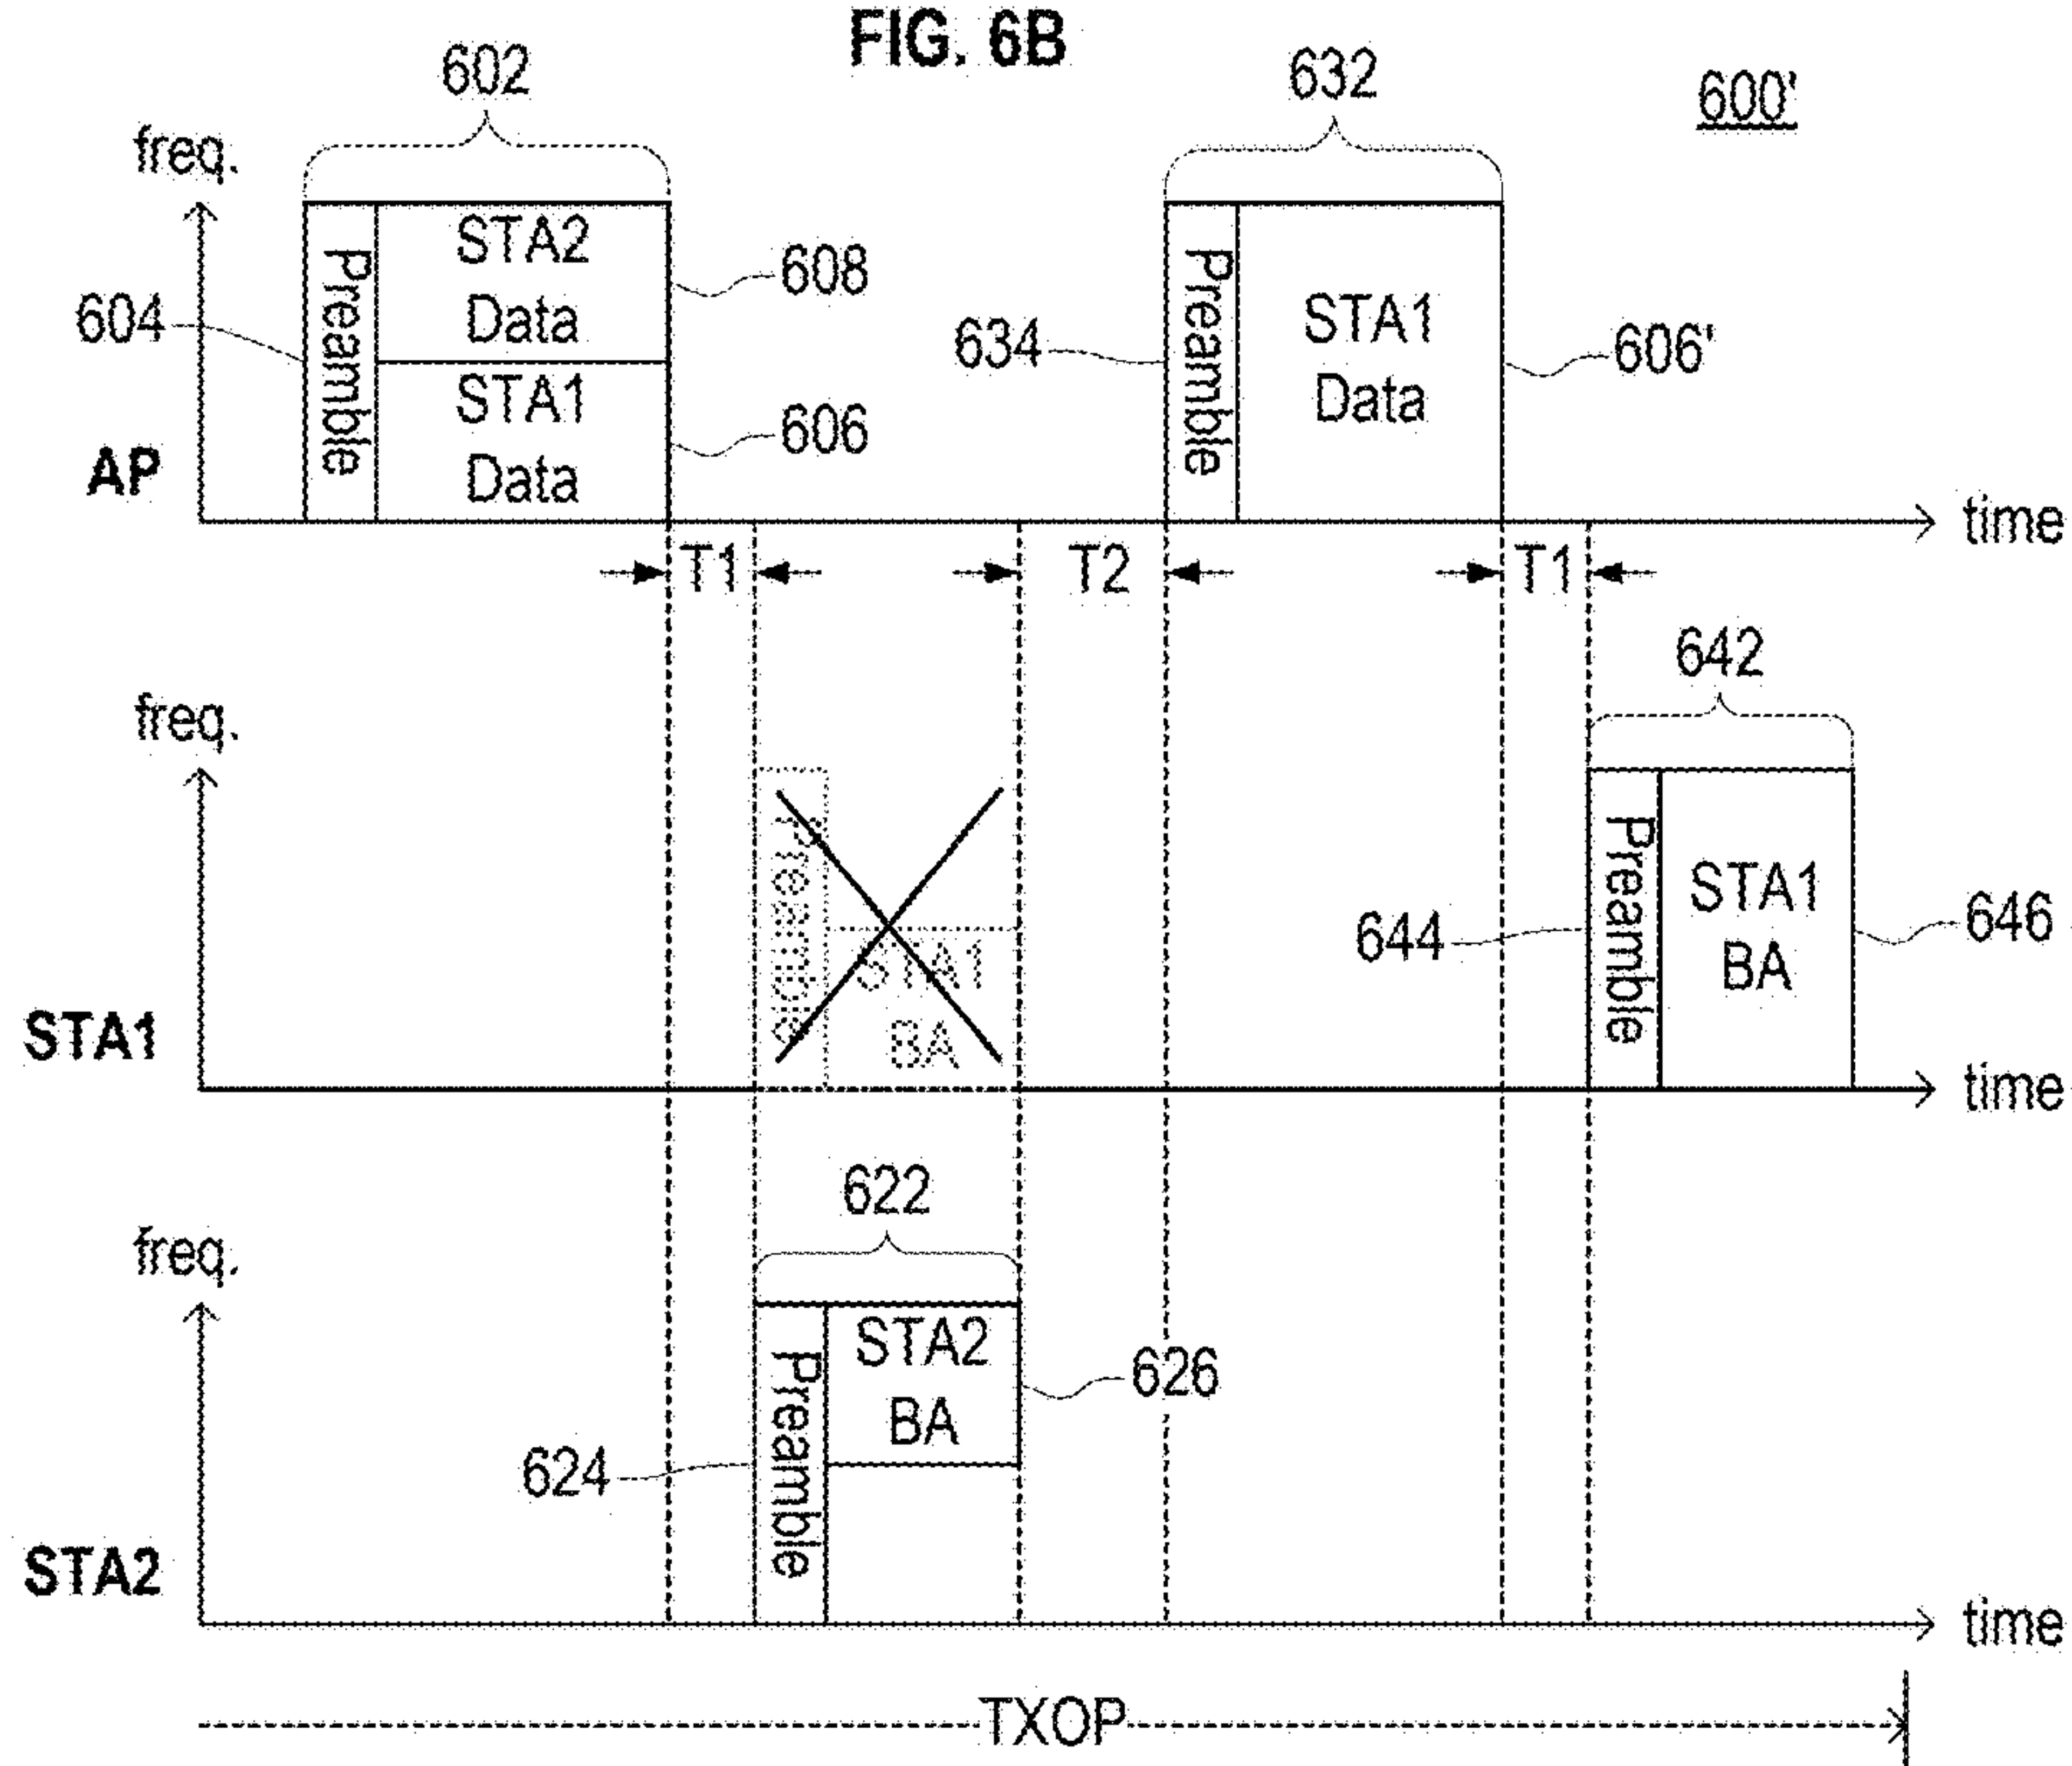 FIG. 6B
600'
602
632
freq.
Preamble
STA2
Data
STA1
Data
604
608
606
AP
Preamble
STA1
Data
634
606'
time
T1
T2
T1
freq.
Preamble
STA1
BA
642
Preamble
STA1
BA
644
646
STA1
time
622
freq.
Preamble
STA2
BA
624
626
STA2
time
TXOP